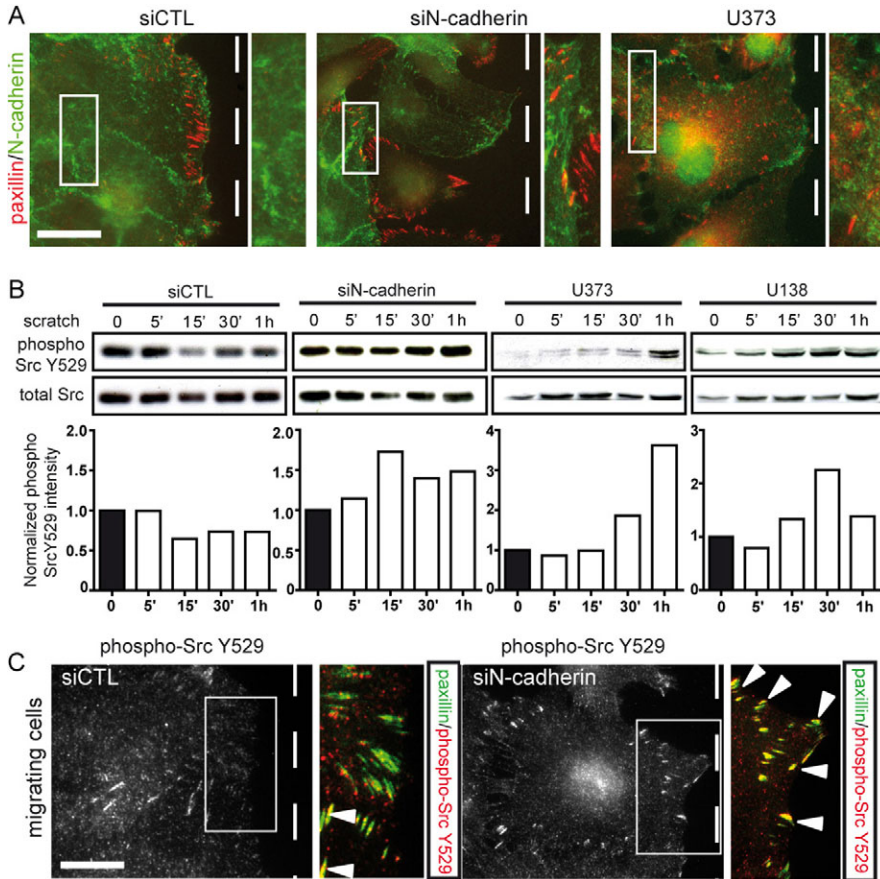 A
siCTL
siN-cadherin
U373
paxillin/N-cadherin
B
siCTL
siN-cadherin
U373
U138
scratch
0 5' 15' 30' 1h
0 5' 15' 30' 1h
0 5' 15' 30' 1h
0 5' 15' 30' 1h
phospho
Src Y529
total Src
Normalized phospho
SrcY529 intensity
2.0
1.5
1.0
0.5
0
0 5' 15' 30' 1h
2.0
1.5
1.0
0.5
0.0
0 5' 15' 30' 1h
4
3
2
1
0
0 5' 15' 30' 1h
3
2
1
0
0 5' 15' 30' 1h
C
phospho-Src Y529
phospho-Src Y529
migrating cells
siCTL
paxillin/phospho-Src Y529
siN-cadherin
paxillin/phospho-Src Y529